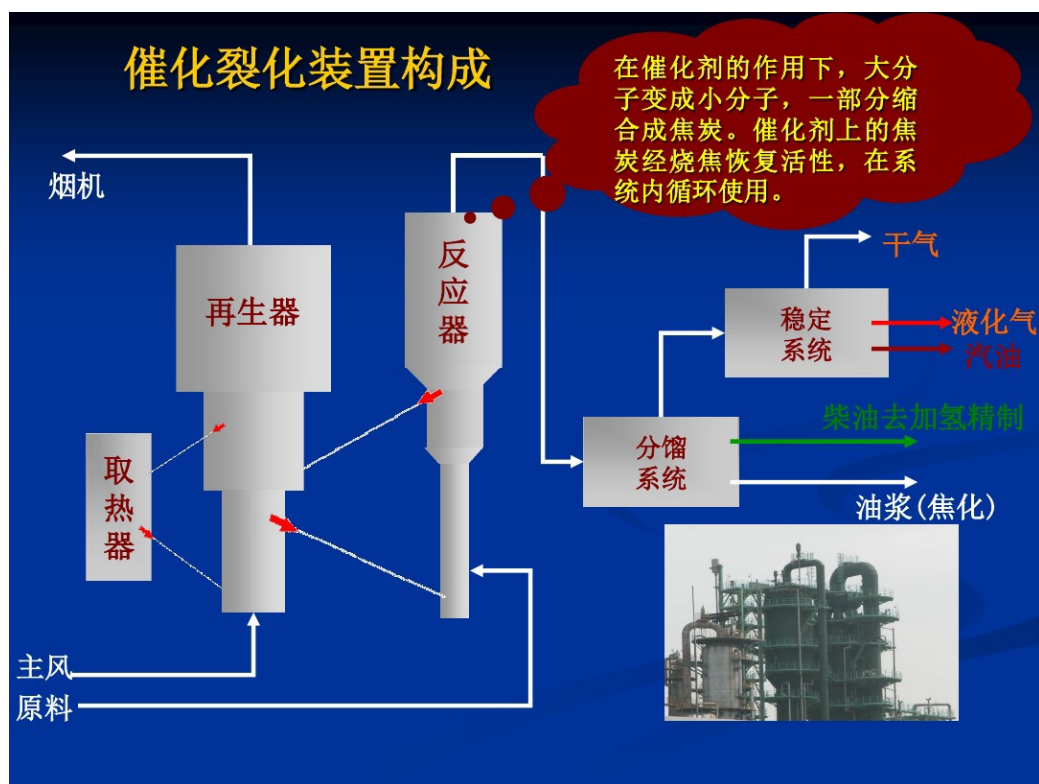 催化裂化装置构成
在催化剂的作用下，大分
子变成小分子，一部分缩
合成焦炭。催化剂上的焦
炭经烧焦恢复活性，在系
统内循环使用。
烟机
再生器
反
应
器
取
热
器
主风
原料
分馏
系统
稳定
系统
干气
液化气
汽油
柴油去加氢精制
油浆(焦化)